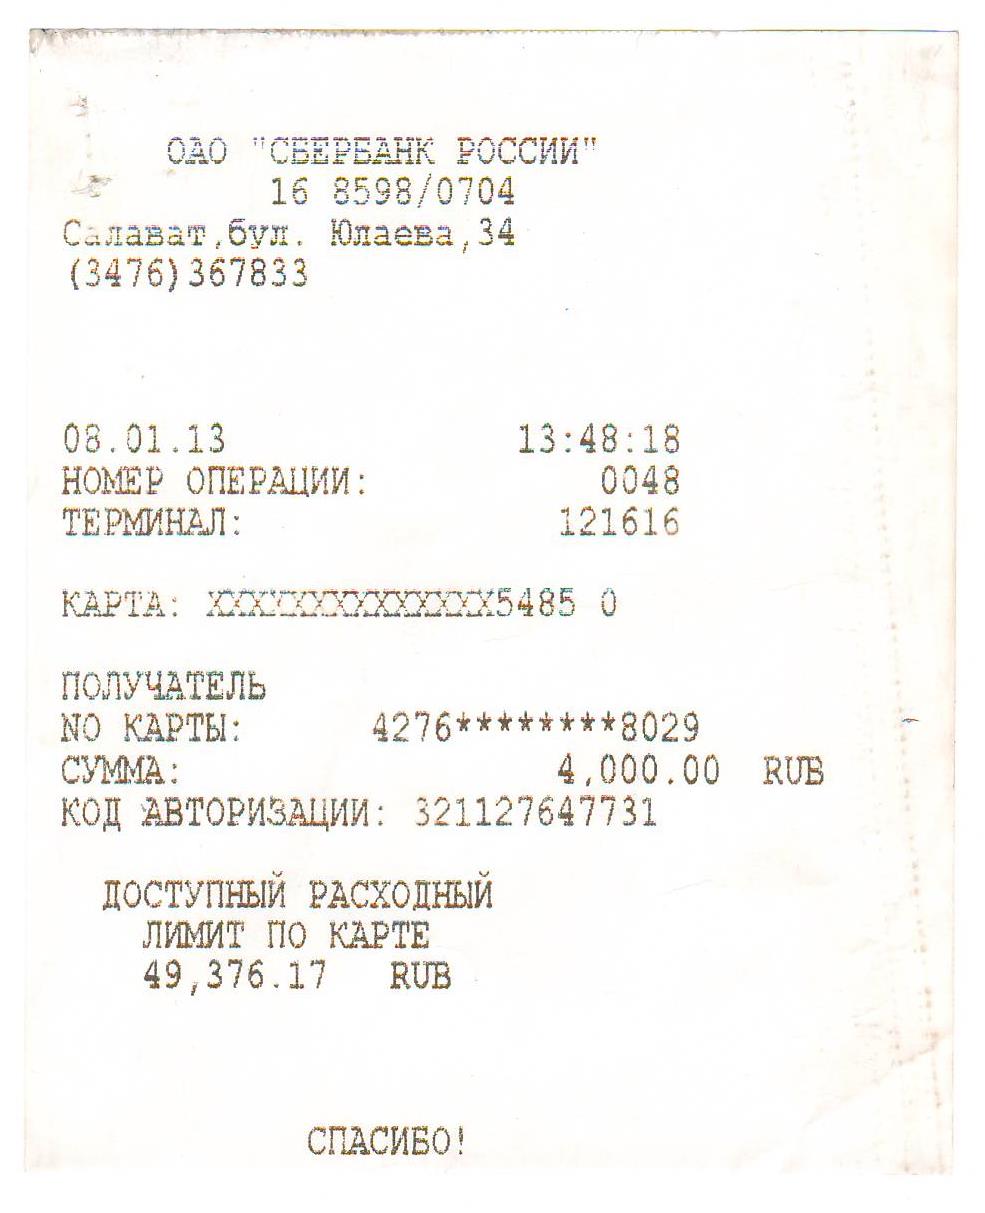 ОАО "СБЕРБАНК РОССИИ"
16 8598/0704
Салават,бул. Юлаева,34
(3476)367833
08.01.13 13:48:18
НОМЕР ОПЕРАЦИИ: 0048
ТЕРМИНАЛ: 121616
КАРТА: XXXXXXXXXXXXXX5485 0
ПОЛУЧАТЕЛЬ
NO КАРТЫ: 4276********8029
СУММА: 4,000.00 RUB
КОД АВТОРИЗАЦИИ: 321127647731
ДОСТУПНЫЙ РАСХОДНЫЙ
ЛИМИТ ПО КАРТЕ
49,376.17 RUB
СПАСИБО!